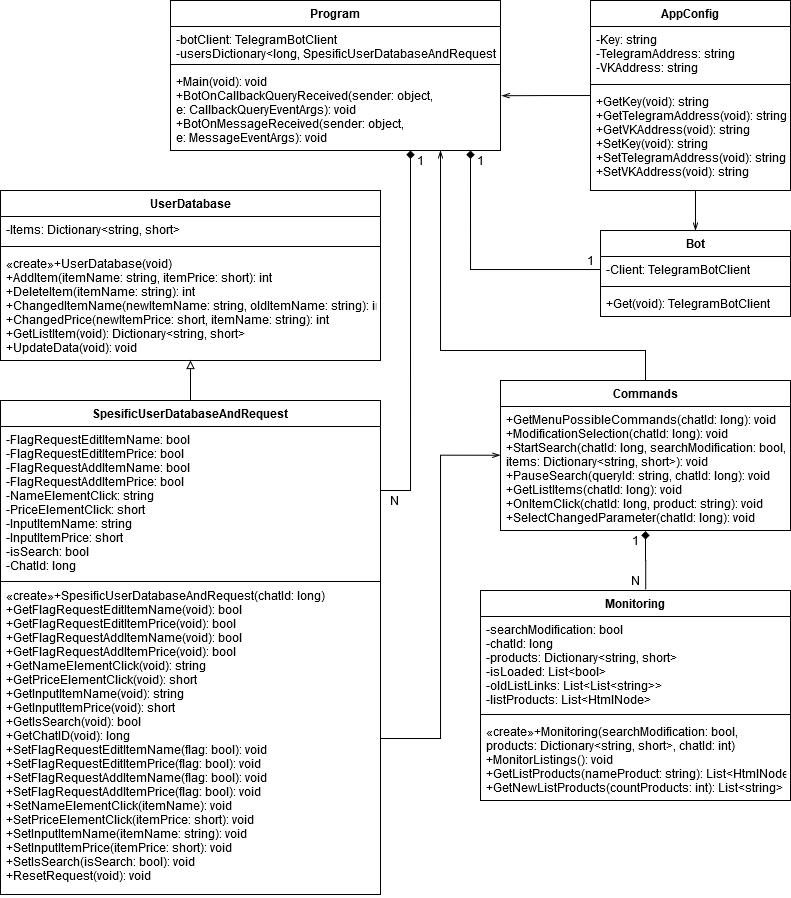 Program
-botClient: TelegramBotClient
-usersDictionary<long, SpesificUserDatabaseAndRequest
+Main(void): void
+BotOnCallbackQueryReceived(sender: object,
e: CallbackQueryEventArgs): void
+BotOnMessageReceived(sender: object,
e: MessageEventArgs): void
AppConfig
-Key: string
-TelegramAddress: string
-VKAddress: string
+GetKey(void): string
+GetTelegramAddress(void): string
+GetVKAddress(void): string
+SetKey(void): string
+SetTelegramAddress(void): string
+SetVKAddress(void): string
1
1
UserDatabase
-Items: Dictionary<string, short>
«create»+UserDatabase(void)
+AddItem(itemName: string, itemPrice: short): int
+DeleteItem(itemName: string): int
+ChangedItemName(newItemName: string, oldItemName: string): i
+ChangedPrice(newItemPrice: short, itemName: string): int
+GetListItem(void): Dictionary<string, short>
+UpdateData(void): void
Bot
-Client: TelegramBotClient
+Get(void): TelegramBotClient
1
SpesificUserDatabaseAndRequest
-FlagRequestEditItemName: bool
-FlagRequestEditItemPrice: bool
-FlagRequestAddItemName: bool
-FlagRequestAddItemPrice: bool
-NameElementClick: string
-PriceElementClick: short
-InputItemName: string
-InputItemPrice: short
-isSearch: bool
-ChatId: long
«create»+SpesificUserDatabaseAndRequest(chatId: long)
+GetFlagRequestEditItemName(void): bool
+GetFlagRequestEditItemPrice(void): bool
+GetFlagRequestAddItemName(void): bool
+GetFlagRequestAddItemPrice(void): bool
+GetNameElementClick(void): string
+GetPriceElementClick(void): short
+GetInputItemName(void): string
+GetInputItemPrice(void): short
+GetIsSearch(void): bool
+GetChatID(void): long
+SetFlagRequestEditItemName(flag: bool): void
+SetFlagRequestEditItemPrice(flag: bool): void
+SetFlagRequestAddItemName(flag: bool): void
+SetFlagRequestAddItemPrice(flag: bool): void
+SetNameElementClick(itemName): void
+SetPriceElementClick(itemPrice: short): void
+SetInputItemName(itemName: string): void
+SetInputItemPrice(itemPrice: short): void
+SetIsSearch(isSearch: bool): void
+ResetRequest(void): void
N
Commands
+GetMenuPossibleCommands(chatId: long): void
+ModificationSelection(chatId: long): void
+StartSearch(chatId: long, searchModification: bool,
items: Dictionary<string, short>): void
+PauseSearch(queryId: string, chatId: long): void
+GetListItems(chatId: long): void
+OnItemClick(chatId: long, product: string): void
+SelectChangedParameter(chatId: long): void
1
N
Monitoring
-searchModification: bool
-chatId: long
-products: Dictionary<string, short>
-isLoaded: List<bool>
-oldListLinks: List<List<string>>
-listProducts: List<HtmlNode>
«create»+Monitoring(searchModification: bool,
products: Dictionary<string, short>, chatId: int)
+MonitorListings(): void
+GetListProducts(nameProduct: string): List<HtmlNode
+GetNewListProducts(countProducts: int): List<string>